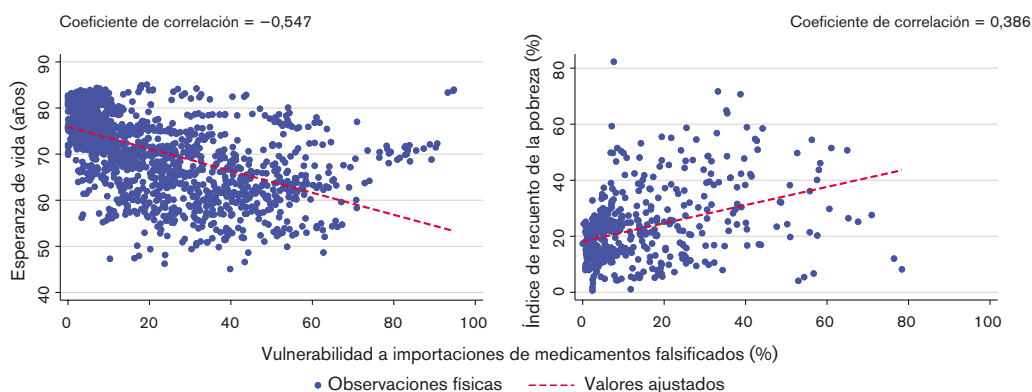 Coeficiente de correlación = −0,547
Esperanza de vida (años)
90
80
70
60
50
40
0 20 40 60 80 100
Coeficiente de correlación = 0,386
Índice de recuento de la pobreza (%)
80
60
40
20
0
0 20 40 60 80 100
Vulnerabilidad a importaciones de medicamentos falsificados (%)
Observaciones físicas Valores ajustados